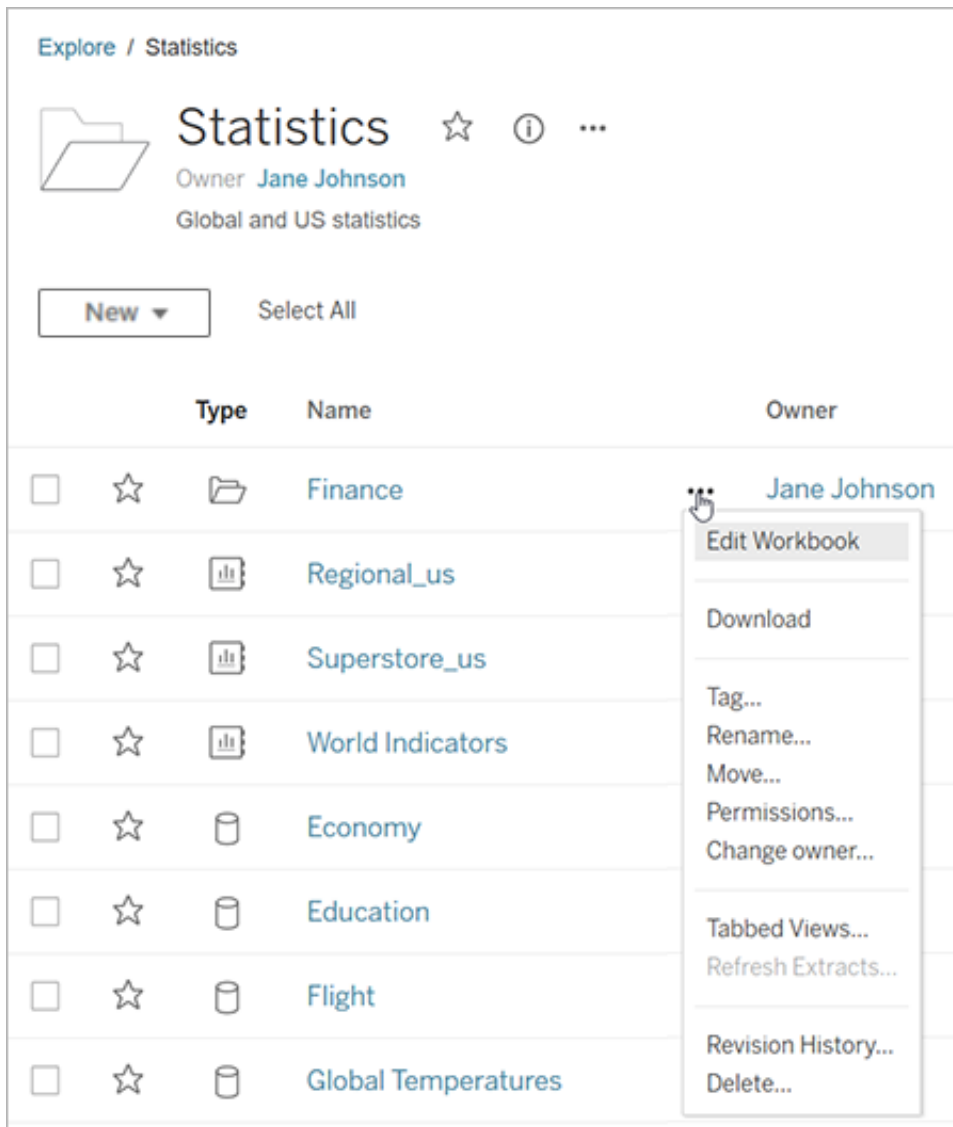 Explore / Statistics
Statistics
Owner Jane Johnson
Global and US statistics
New
Select All
Type Name Owner
Finance Jane Johnson
Edit Workbook
Regional_us
Download
Superstore_us
Tag...
Rename...
World Indicators
Move...
Permissions...
Economy
Change owner...
Education
Tabbed Views...
Refresh Extracts...
Flight
Revision History...
Global Temperatures
Delete...